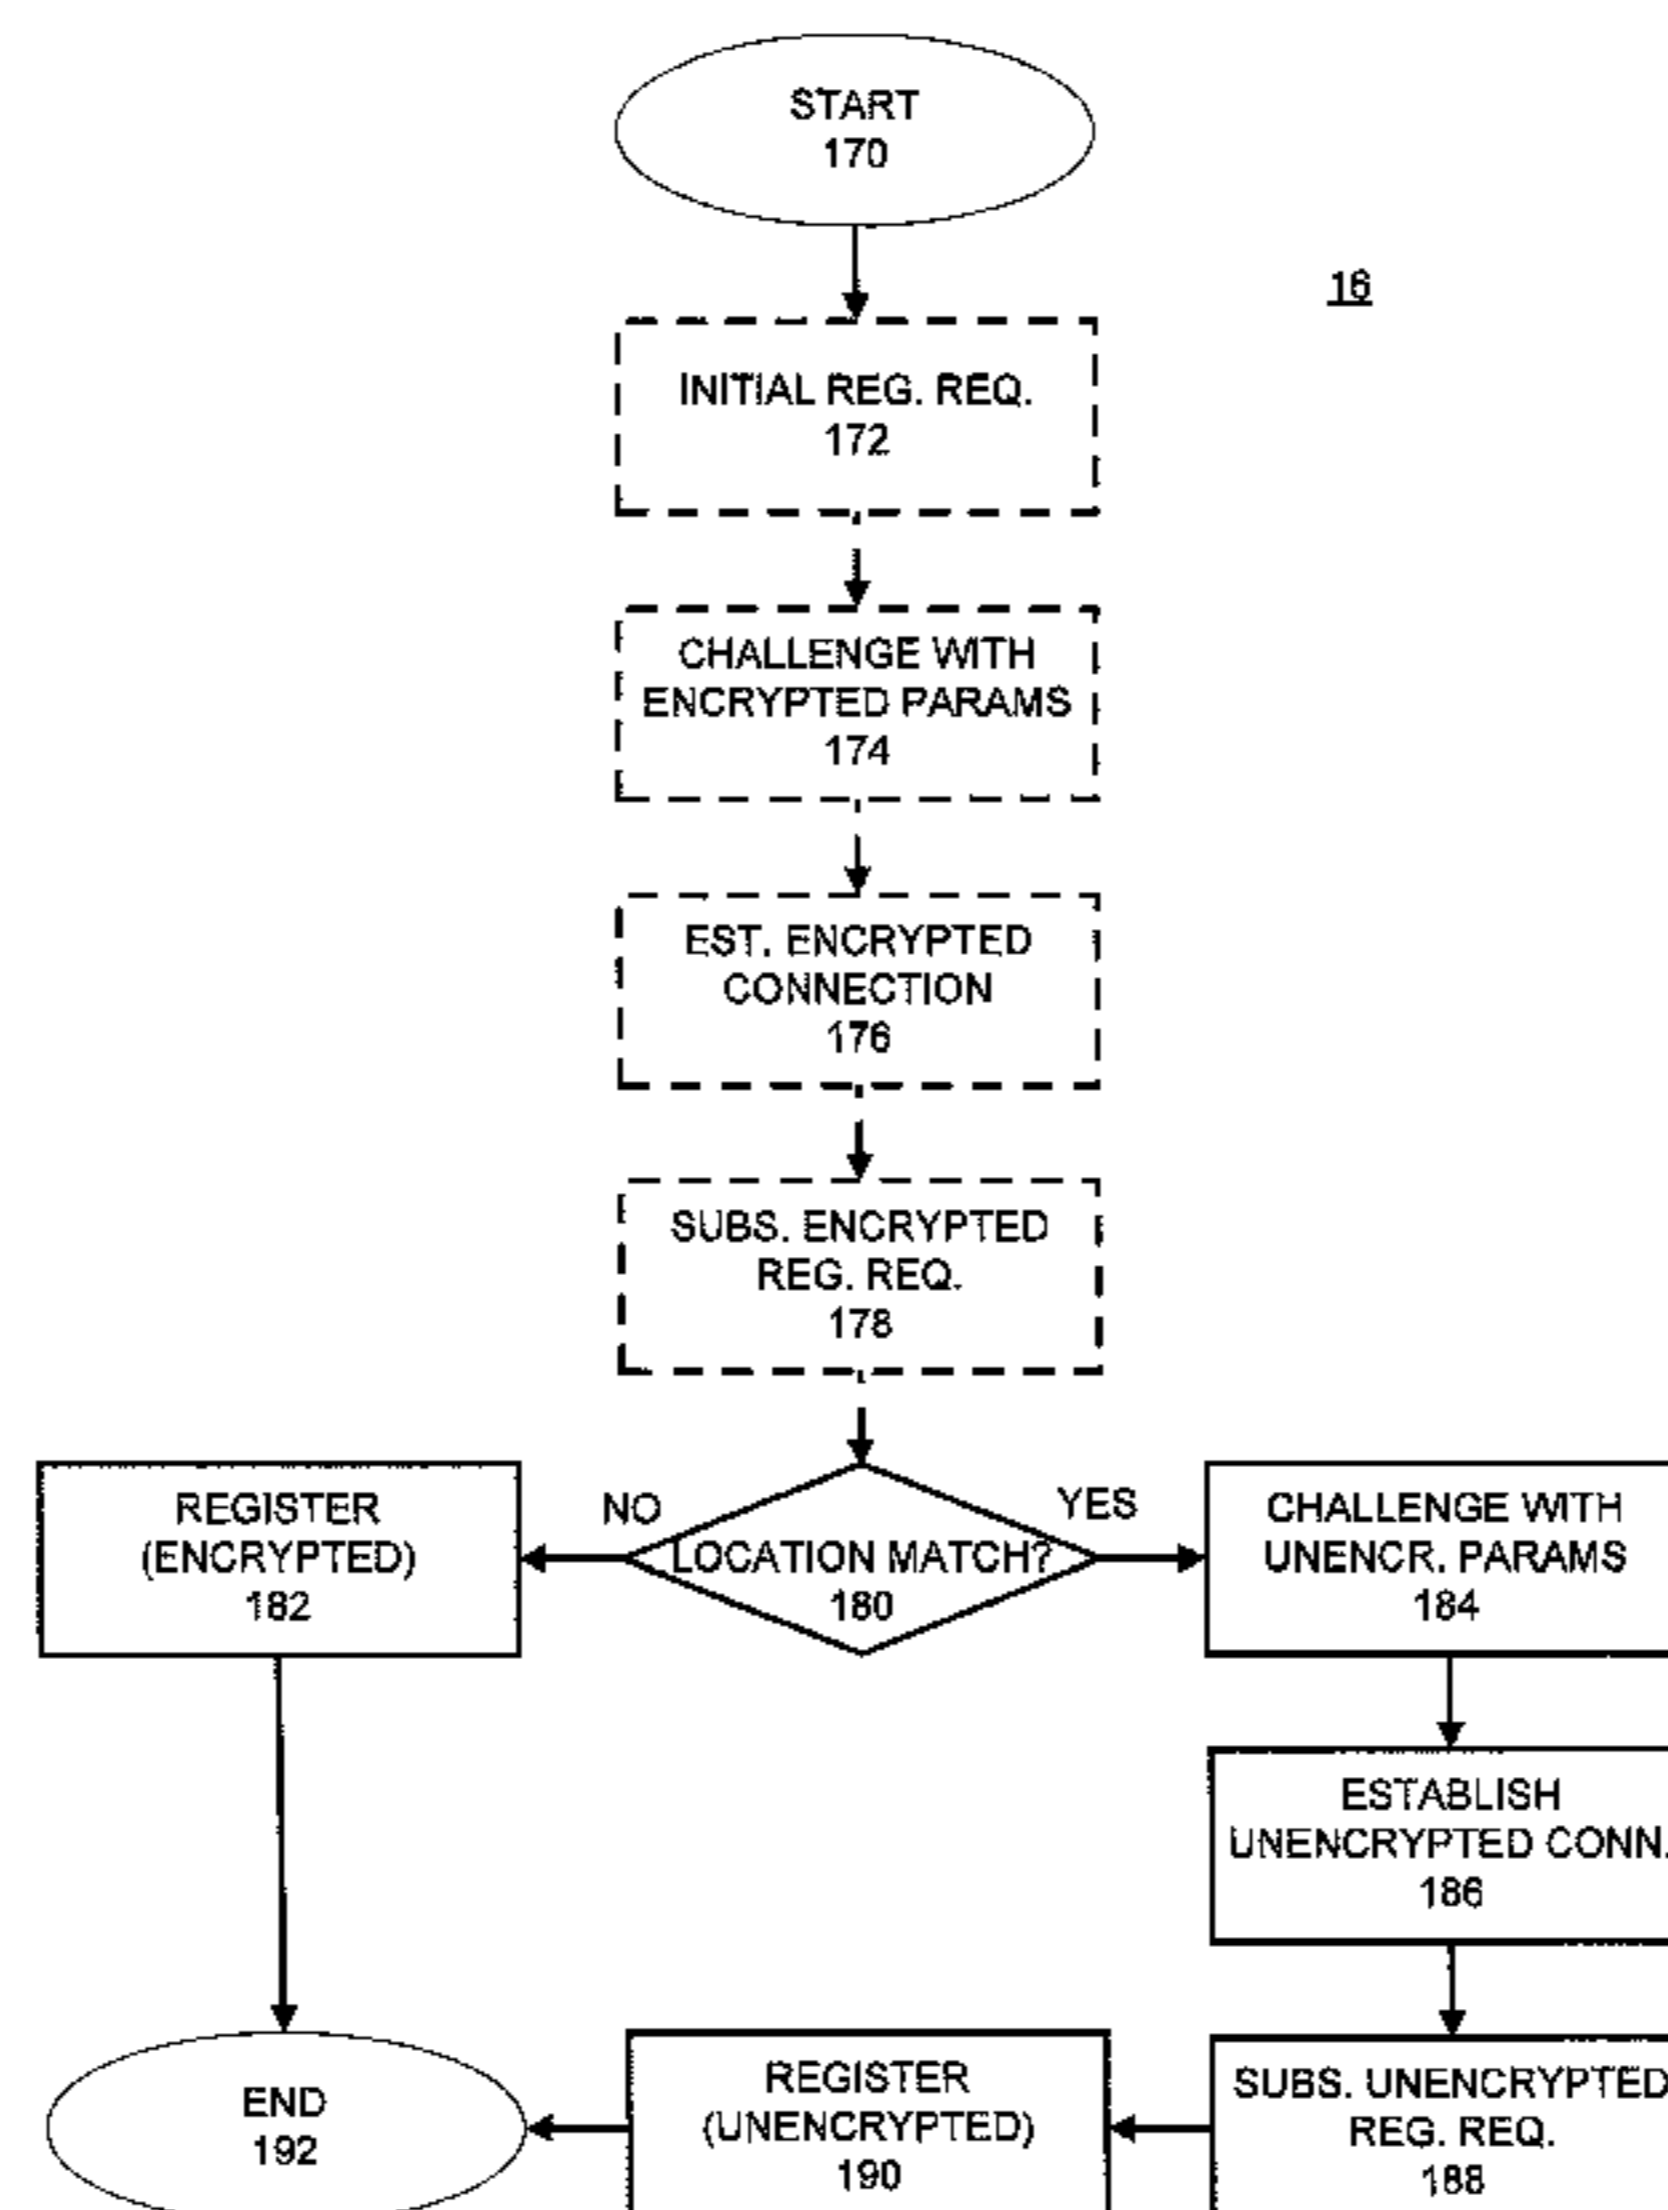 START
170
16
INITIAL REG. REQ.
172
CHALLENGE WITH
ENCRYPTED PARAMS
174
EST. ENCRYPTED
CONNECTION
176
SUBS. ENCRYPTED
REG. REQ.
178
REGISTER
(ENCRYPTED)
182
NO
LOCATION MATCH?
180
YES
CHALLENGE WITH
UNENCR. PARAMS
184
ESTABLISH
UNENCRYPTED CONN.
186
END
192
REGISTER
(UNENCRYPTED)
190
SUBS. UNENCRYPTED
REG. REQ.
188